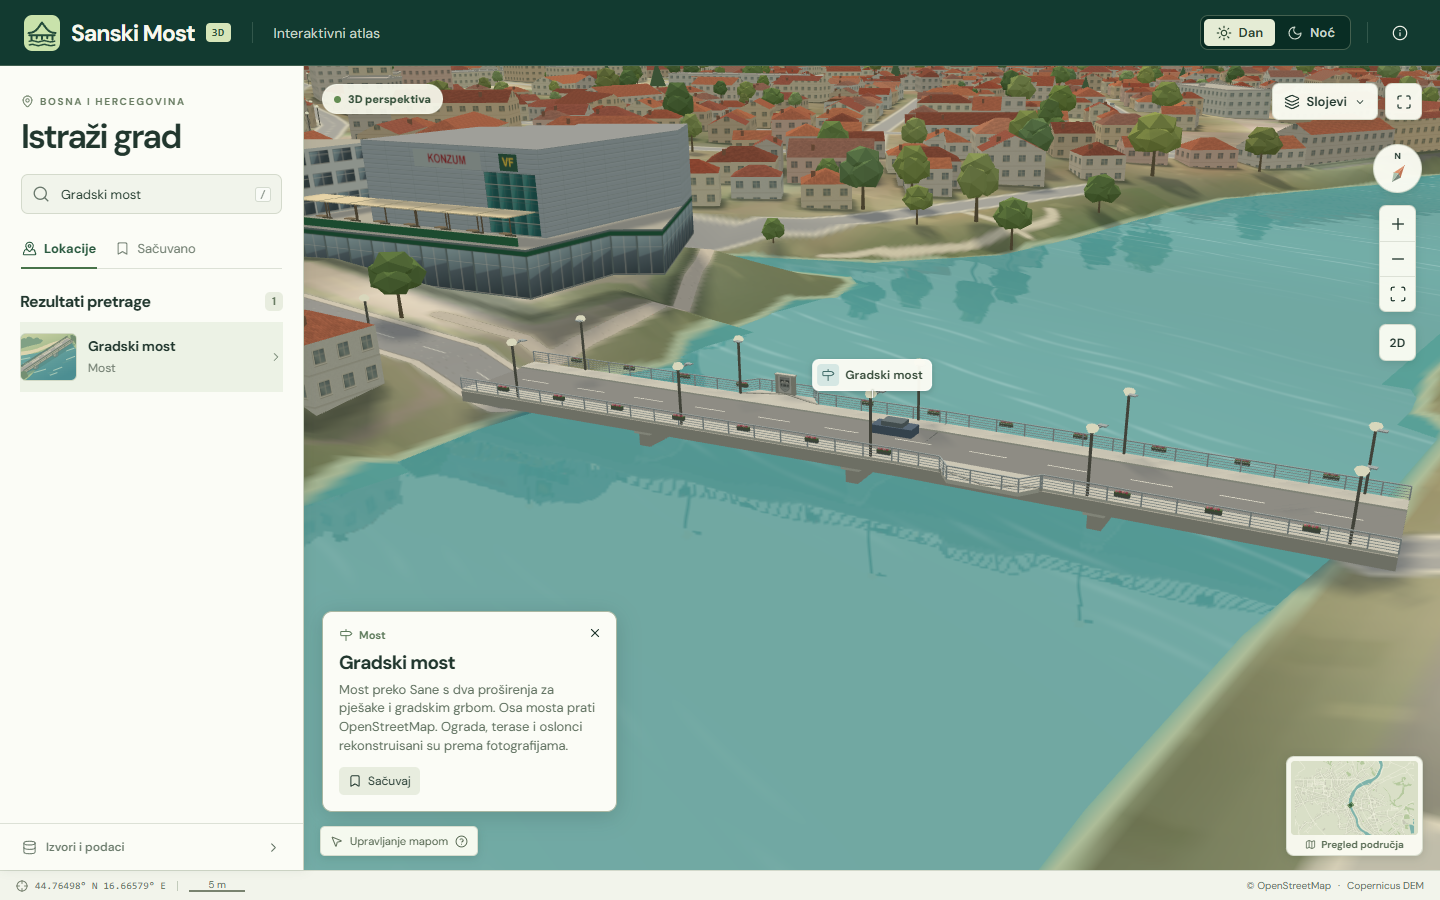 Sanski Most 3D
Interaktivni atlas
Dan
Noć
BOSNA I HERCEGOVINA
Istraži grad
Gradski most /
Lokacije
Sačuvano
Rezultati pretrage 1
Gradski most
Most
Izvori i podaci
3D perspektiva
KONZUM
VF
Slojevi
N
2D
Gradski most
Most
Gradski most
Most preko Sane s dva proširenja za
pješake i gradskim grbom. Osa mosta prati
OpenStreetMap. Ograda, terase i oslonci
rekonstruisani su prema fotografijama.
Sačuvaj
Upravljanje mapom
Pregled područja
44.76498° N 16.66579° E
5 m
© OpenStreetMap · Copernicus DEM